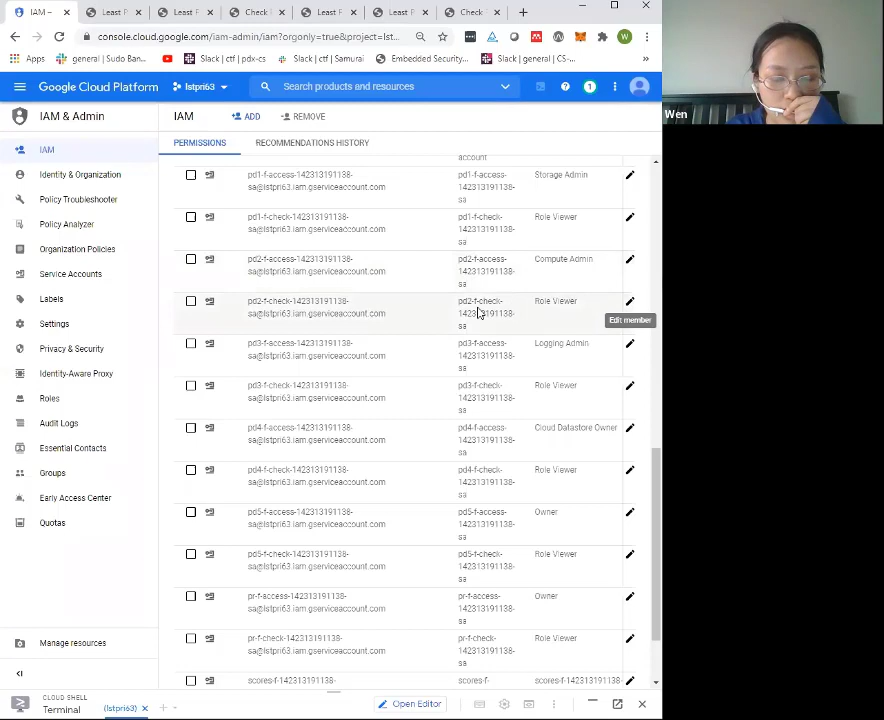 IAM –
Least P
Least F
Check I
Least F
Least P
Check
console.cloud.google.com/iam-admin/iam?orgonly=true&project=lst...
W
Apps
general | Sudo Ban...
Slack | ctf | pdx-cs
Slack | ctf | Samurai
Embedded Security...
Slack | general | CS-...
Google Cloud Platform
lstpri63
Search products and resources
1
IAM & Admin
IAM
ADD
REMOVE
PERMISSIONS
RECOMMENDATIONS HISTORY
IAM
Identity & Organization
Policy Troubleshooter
Policy Analyzer
Organization Policies
Service Accounts
Labels
Settings
Privacy & Security
Identity-Aware Proxy
Roles
Audit Logs
Essential Contacts
Groups
Early Access Center
Quotas
Manage resources
account
pd1-f-access-142313191138-
sa@lstpri63.iam.gserviceaccount.com
pd1-f-access-
142313191138-
sa
Storage Admin
pd1-f-check-142313191138-
sa@lstpri63.iam.gserviceaccount.com
pd1-f-check-
142313191138-
sa
Role Viewer
pd2-f-access-142313191138-
sa@lstpri63.iam.gserviceaccount.com
pd2-f-access-
142313191138-
sa
Compute Admin
pd2-f-check-142313191138-
sa@lstpri63.iam.gserviceaccount.com
pd2-f-check-
142313191138-
sa
Role Viewer
Edit member
pd3-f-access-142313191138-
sa@lstpri63.iam.gserviceaccount.com
pd3-f-access-
142313191138-
sa
Logging Admin
pd3-f-check-142313191138-
sa@lstpri63.iam.gserviceaccount.com
pd3-f-check-
142313191138-
sa
Role Viewer
pd4-f-access-142313191138-
sa@lstpri63.iam.gserviceaccount.com
pd4-f-access-
142313191138-
sa
Cloud Datastore Owner
pd4-f-check-142313191138-
sa@lstpri63.iam.gserviceaccount.com
pd4-f-check-
142313191138-
sa
Role Viewer
pd5-f-access-142313191138-
sa@lstpri63.iam.gserviceaccount.com
pd5-f-access-
142313191138-
sa
Owner
pd5-f-check-142313191138-
sa@lstpri63.iam.gserviceaccount.com
pd5-f-check-
142313191138-
sa
Role Viewer
pr-f-access-142313191138-
sa@lstpri63.iam.gserviceaccount.com
pr-f-access-
142313191138-
sa
Owner
pr-f-check-142313191138-
sa@lstpri63.iam.gserviceaccount.com
pr-f-check-
142313191138-
sa
Role Viewer
scores-f-142313191138-
scores-f-
scores-f-142313191138-
CLOUD SHELL
Terminal
(lstpri63)
Open Editor
Wen